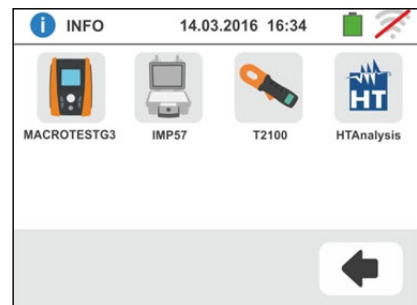 i INFO 14.03.2016 16:34
HT
MACROTESTG3 IMP57 T2100 HTAnalysis